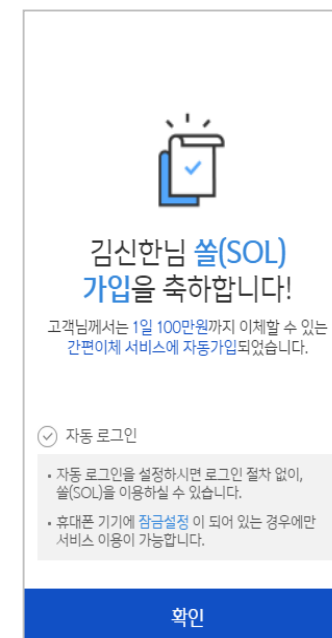 김신한님 쏠(SOL)
가입을 축하합니다!
고객님께서는 1일 100만원까지 이체할 수 있는
간편이체 서비스에 자동가입되었습니다.
자동 로그인
• 자동 로그인을 설정하시면 로그인 절차 없이,
쏠(SOL)을 이용하실 수 있습니다.
• 휴대폰 기기에 잠금설정 이 되어 있는 경우에만
서비스 이용이 가능합니다.
확인